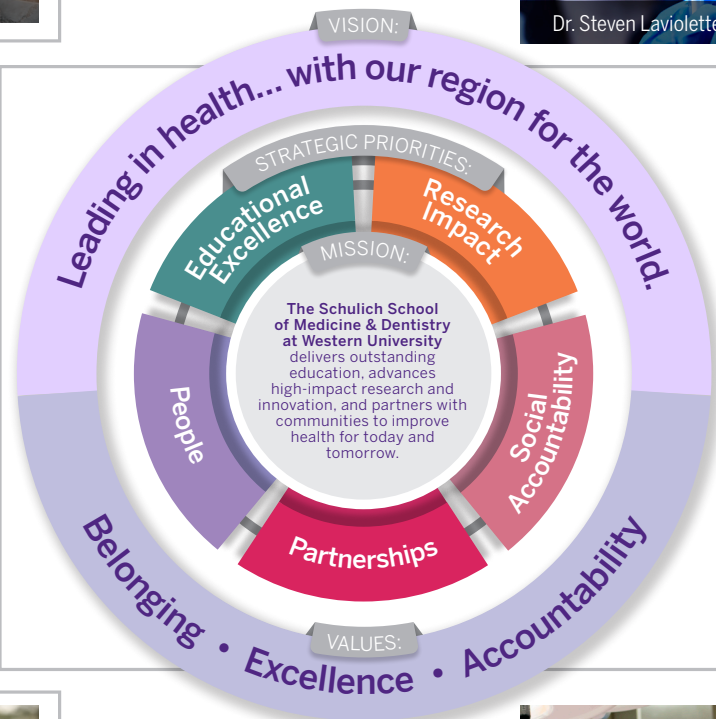 Dr. Steven Laviolette
VISION:
Leading in health... with our region for the world.
STRATEGIC PRIORITIES:
Educational
Excellence
Research
Impact
MISSION:
The Schulich School
of Medicine & Dentistry
at Western University
delivers outstanding
education, advances
high-impact research and
innovation, and partners with
communities to improve
health for today and
tomorrow.
People
Social
Accountability
Partnerships
VALUES:
Belonging • Excellence • Accountability